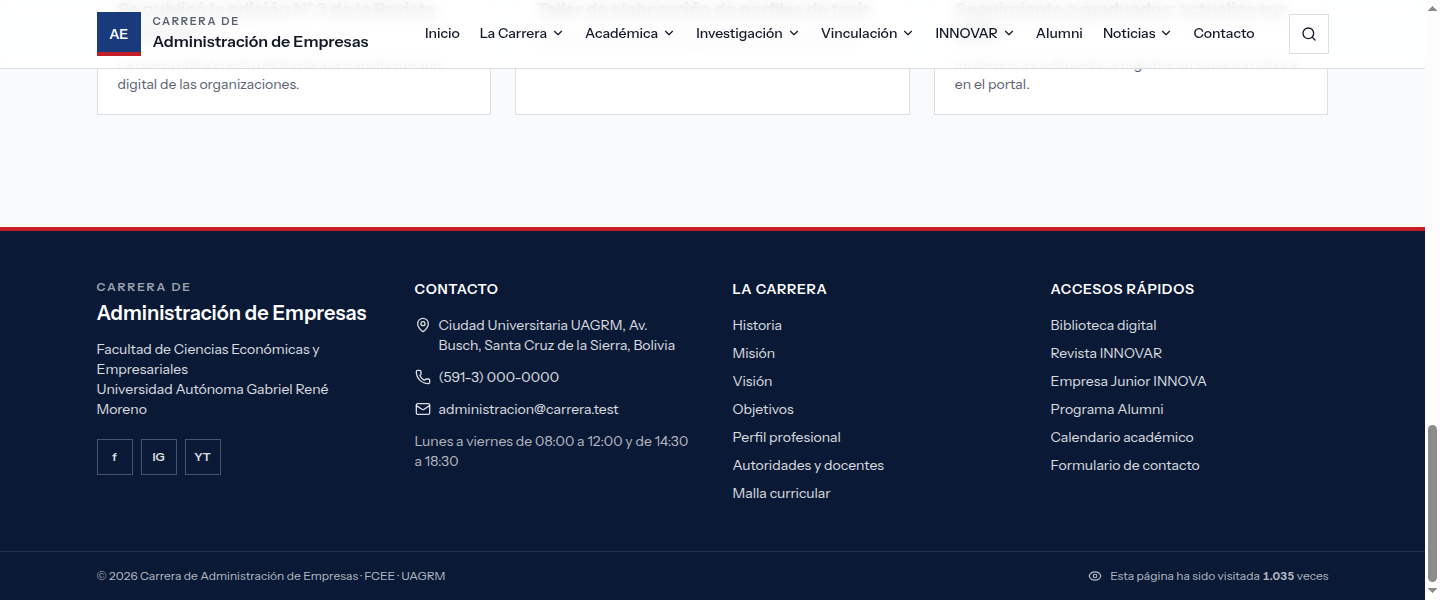 AE
CARRERA DE
Administración de Empresas
Inicio
La Carrera
Académica
Investigación
Vinculación
INNOVAR
Alumni
Noticias
Contacto
digital de las organizaciones.
en el portal.
CARRERA DE
Administración de Empresas
Facultad de Ciencias Económicas y
Empresariales
Universidad Autónoma Gabriel René
Moreno
f
IG
YT
CONTACTO
Ciudad Universitaria UAGRM, Av.
Busch, Santa Cruz de la Sierra, Bolivia
(591-3) 000-0000
administracion@carrera.test
Lunes a viernes de 08:00 a 12:00 y de 14:30
a 18:30
LA CARRERA
Historia
Misión
Visión
Objetivos
Perfil profesional
Autoridades y docentes
Malla curricular
ACCESOS RÁPIDOS
Biblioteca digital
Revista INNOVAR
Empresa Junior INNOVA
Programa Alumni
Calendario académico
Formulario de contacto
© 2026 Carrera de Administración de Empresas · FCEE · UAGRM
Esta página ha sido visitada 1.035 veces